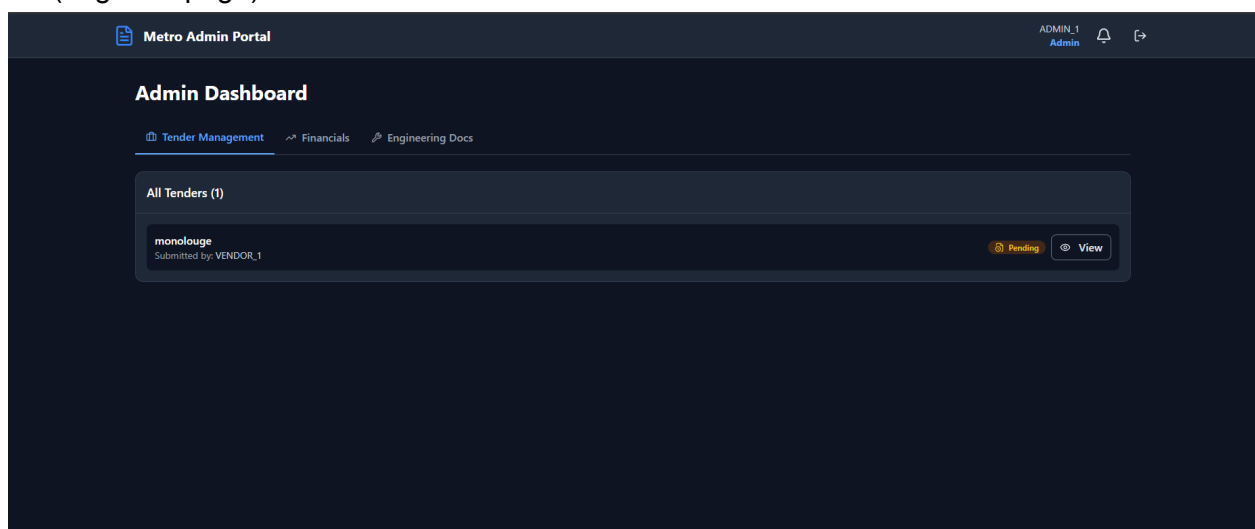 Metro Admin Portal
ADMIN_1
Admin
Admin Dashboard
Tender Management Financials Engineering Docs
All Tenders (1)
monolouge
Submitted by: VENDOR_1
Pending View